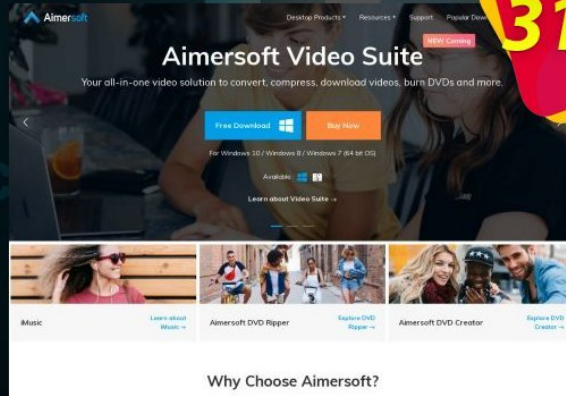 Aimersoft
Desktop Products
Resources
Support
Popular Dow
31
NEW Coming
Aimersoft Video Suite
Your all-in-one video solution to convert, compress, download videos, burn DVDs and more.
Free Download
Buy Now
For Windows 10 / Windows 8 / Windows 7 (64 bit OS)
Available:
Learn about Video Suite →
iMusic
Learn about
iMusic →
Aimersoft DVD Ripper
Explore DVD
Ripper →
Aimersoft DVD Creator
Explore DVD
Creator →
Why Choose Aimersoft?